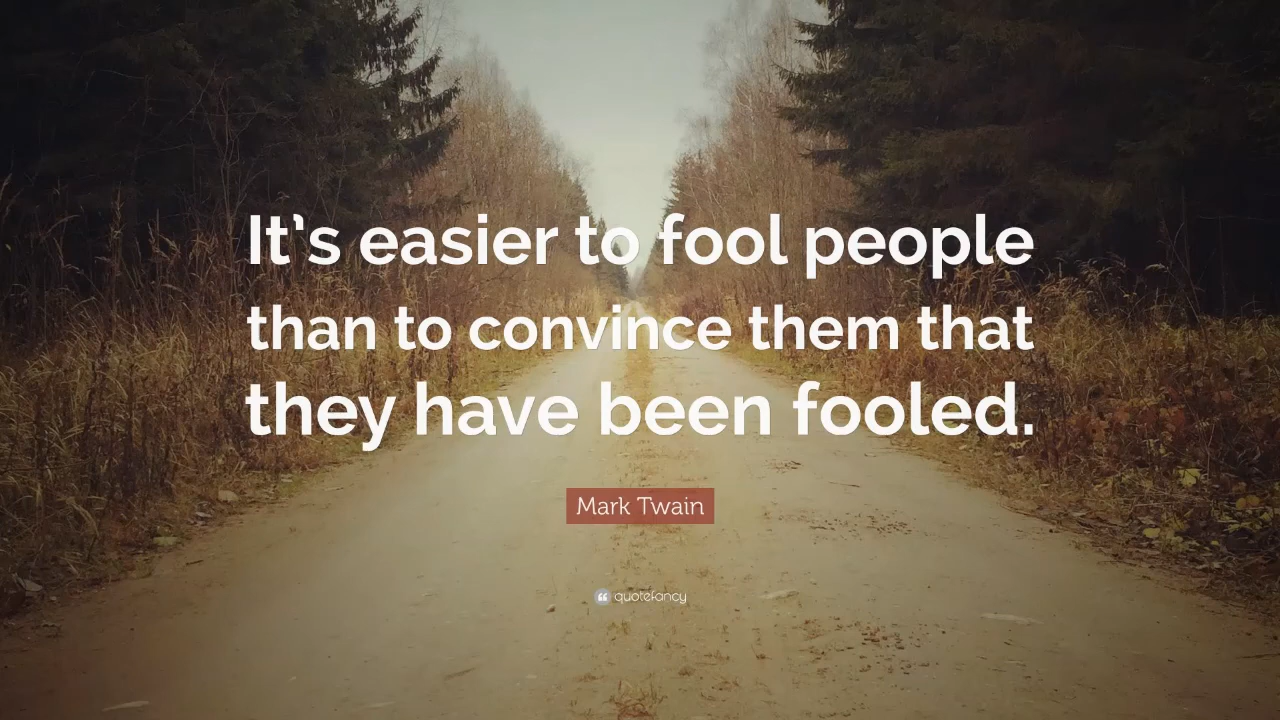 It’s easier to fool people
than to convince them that
they have been fooled.
Mark Twain
quotefancy